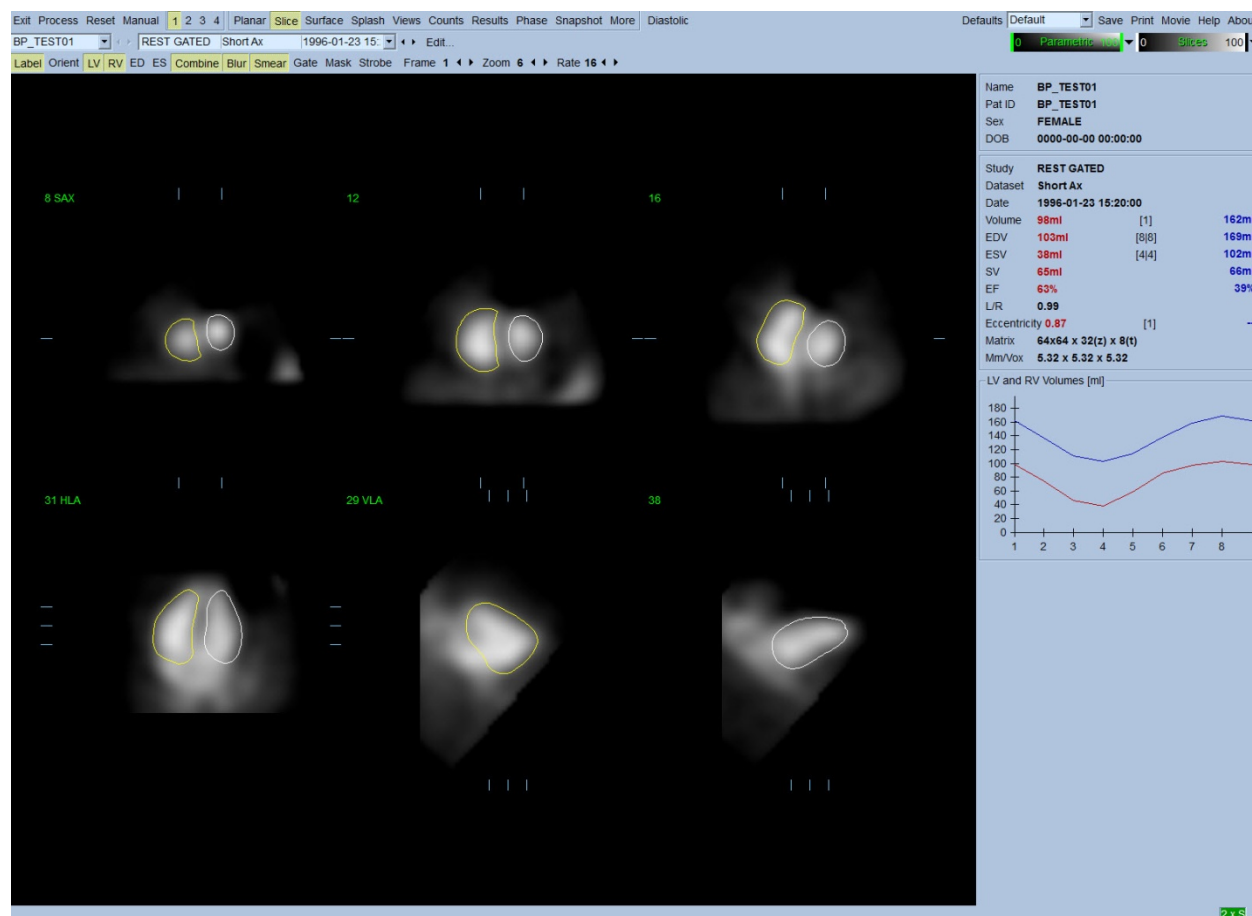 Exit Process Reset Manual 1 2 3 4 Planar Slice Surface Splash Views Counts Results Phase Snapshot More Diastolic Defaults Default Save Print Movie Help Abou
BP_TEST01 REST GATED Short Ax 1996-01-23 15: Edit... 0 Parametric 100 0 Slices 100
Label Orient LV RV ED ES Combine Blur Smear Gate Mask Strobe Frame 1 Zoom 6 Rate 16
Name BP_TEST01
Pat ID BP_TEST01
Sex FEMALE
DOB 0000-00-00 00:00:00
Study REST GATED
Dataset Short Ax
Date 1996-01-23 15:20:00
Volume 98ml [1] 162m
EDV 103ml [8|8] 169m
ESV 38ml [4|4] 102m
SV 65ml 66m
EF 63% 39%
L/R 0.99
Eccentricity 0.87 [1] -
Matrix 64x64 x 32(z) x 8(t)
Mm/Vox 5.32 x 5.32 x 5.32
LV and RV Volumes [ml]
180
160
140
120
100
80
60
40
20
0
1 2 3 4 5 6 7 8
8 SAX 12 16
31 HLA 29 VLA 38
2 x S